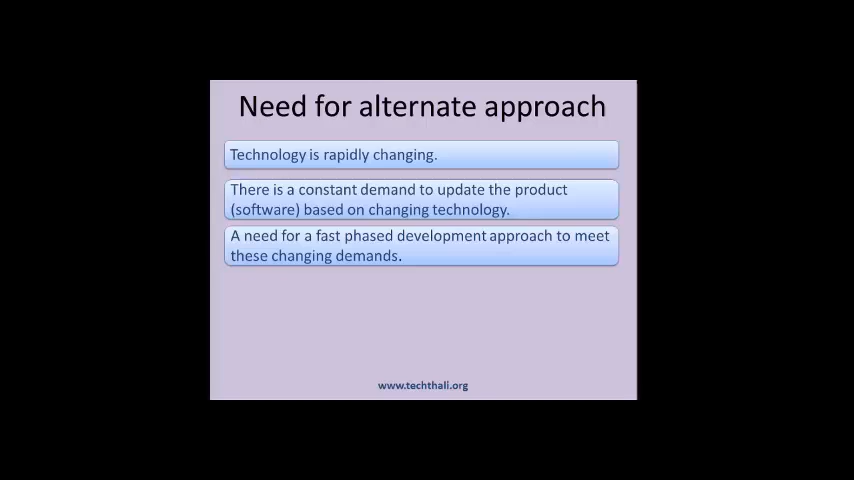 Need for alternate approach
Technology is rapidly changing.
There is a constant demand to update the product
(software) based on changing technology.
A need for a fast phased development approach to meet
these changing demands.
www.techthali.org